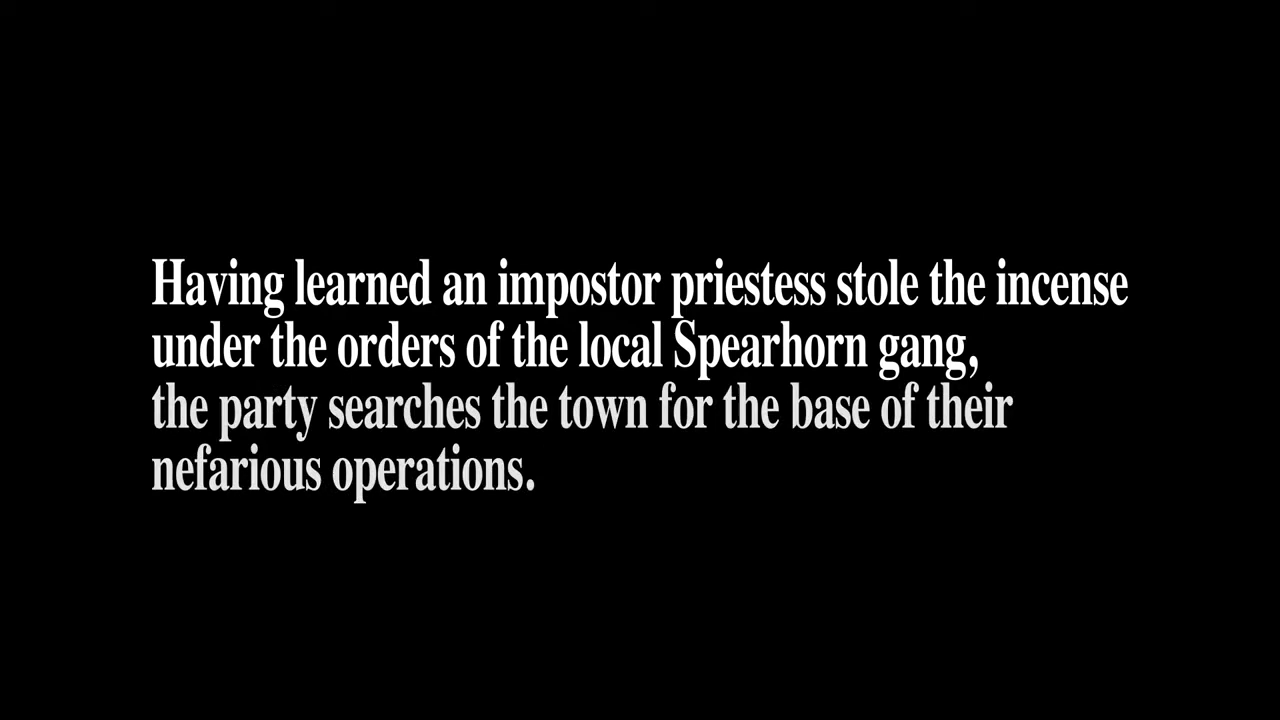 Having learned an impostor priestess stole the incense
under the orders of the local Spearhorn gang,
the party searches the town for the base of their
nefarious operations.